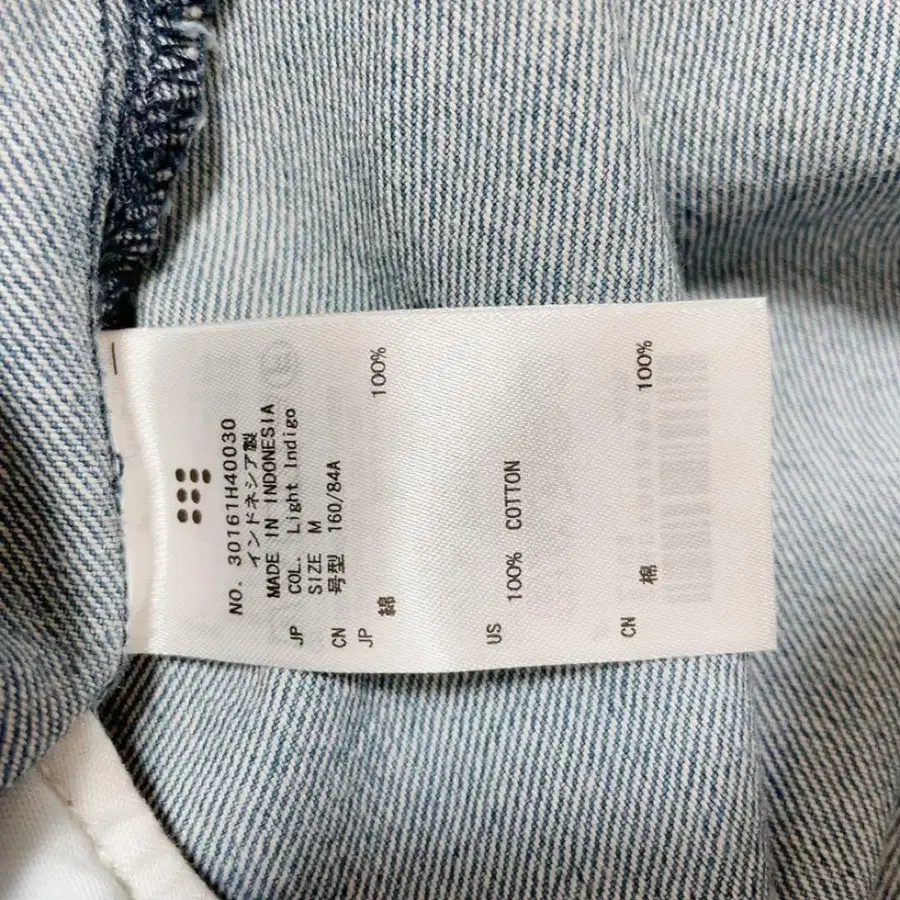 NO. 30161H40030
インドネシア製
MADE IN INDONESIA
COL. Light Indigo
JP SIZE M
CN 号型 160/84A
JP
綿 100%
US
100% COTTON
CN
棉 100%